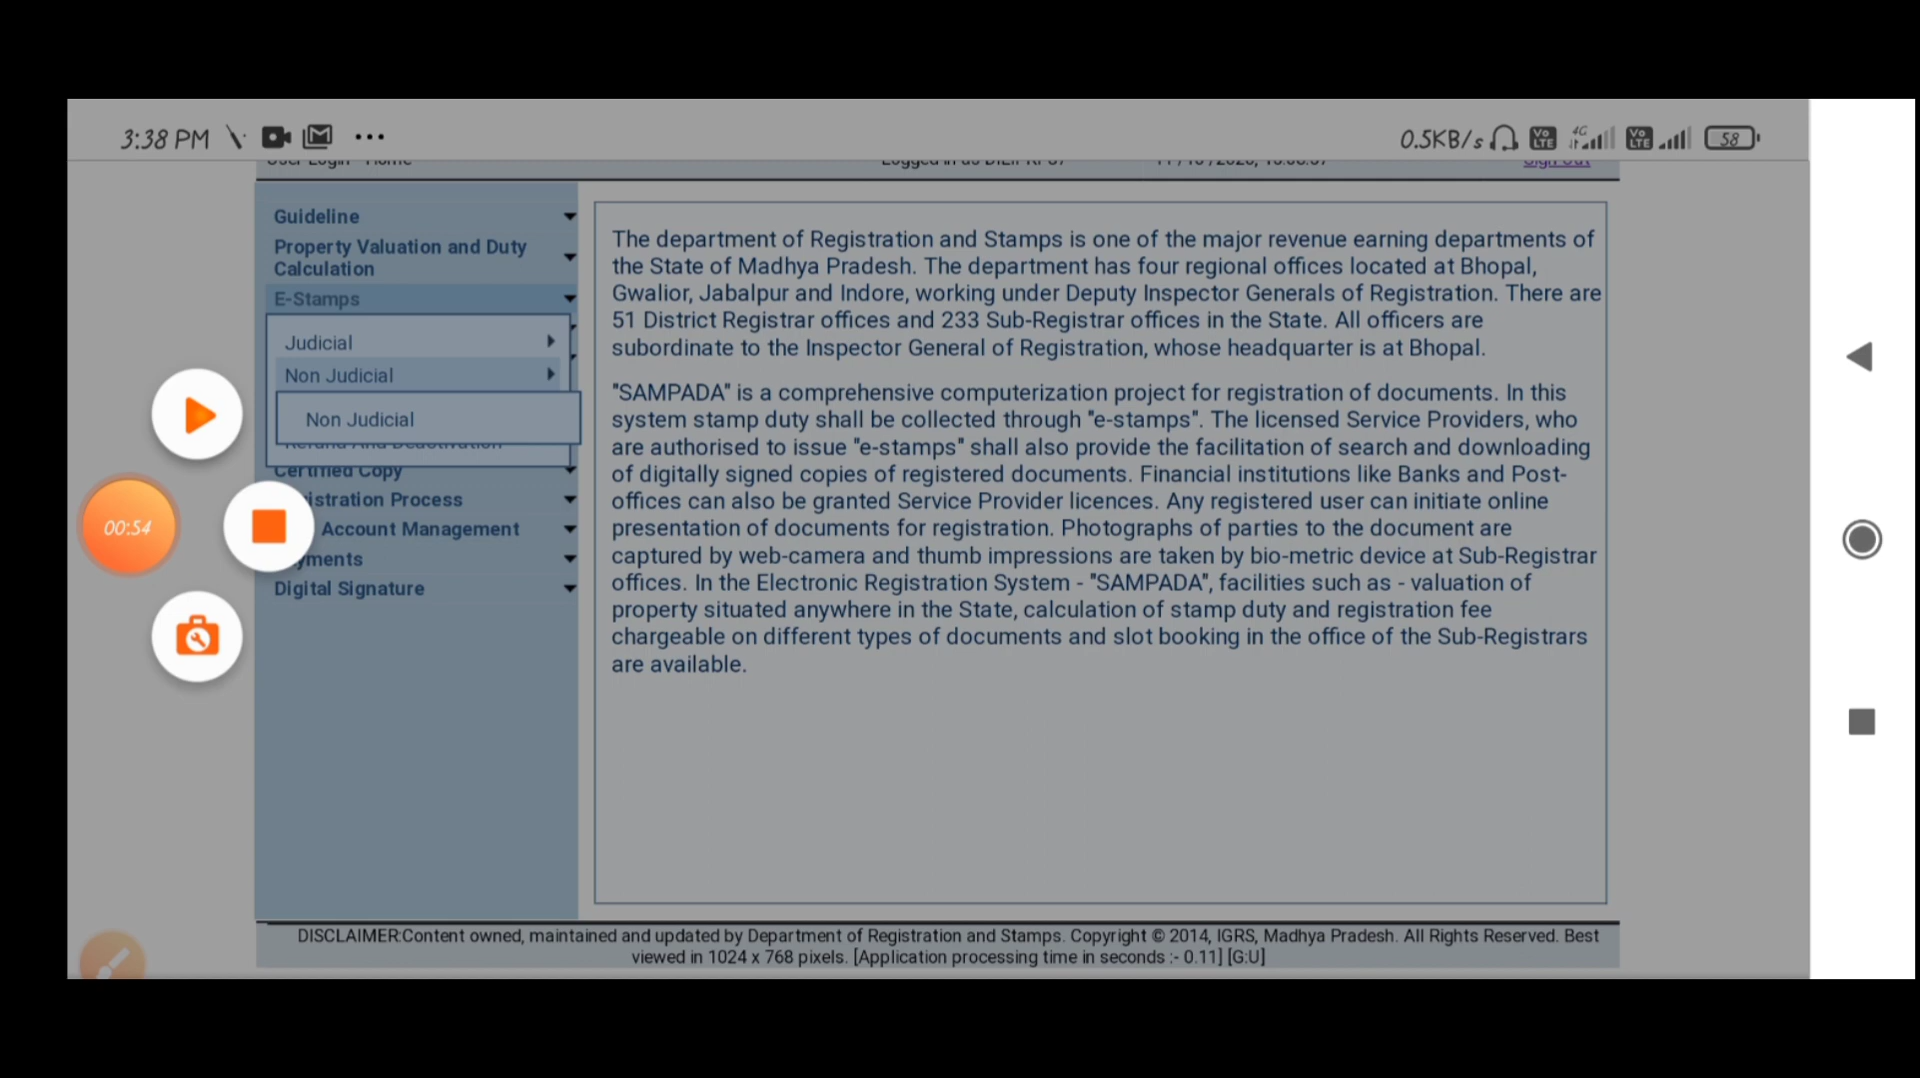 3:38 PM
0.5KB/s
Vo
LTE
4G
Vo
LTE
58
User Login - Home
Sign Out
Guideline
Property Valuation and Duty
Calculation
E-Stamps
Judicial
Non Judicial
Non Judicial
Refund And Deactivation
Certified Copy
istration Process
Account Management
yments
Digital Signature
00:54
The department of Registration and Stamps is one of the major revenue earning departments of
the State of Madhya Pradesh. The department has four regional offices located at Bhopal,
Gwalior, Jabalpur and Indore, working under Deputy Inspector Generals of Registration. There are
51 District Registrar offices and 233 Sub-Registrar offices in the State. All officers are
subordinate to the Inspector General of Registration, whose headquarter is at Bhopal.
"SAMPADA" is a comprehensive computerization project for registration of documents. In this
system stamp duty shall be collected through "e-stamps". The licensed Service Providers, who
are authorised to issue "e-stamps" shall also provide the facilitation of search and downloading
of digitally signed copies of registered documents. Financial institutions like Banks and Post-
offices can also be granted Service Provider licences. Any registered user can initiate online
presentation of documents for registration. Photographs of parties to the document are
captured by web-camera and thumb impressions are taken by bio-metric device at Sub-Registrar
offices. In the Electronic Registration System - "SAMPADA", facilities such as - valuation of
property situated anywhere in the State, calculation of stamp duty and registration fee
chargeable on different types of documents and slot booking in the office of the Sub-Registrars
are available.
DISCLAIMER:Content owned, maintained and updated by Department of Registration and Stamps. Copyright © 2014, IGRS, Madhya Pradesh. All Rights Reserved. Best
viewed in 1024 x 768 pixels. [Application processing time in seconds :- 0.11] [G:U]